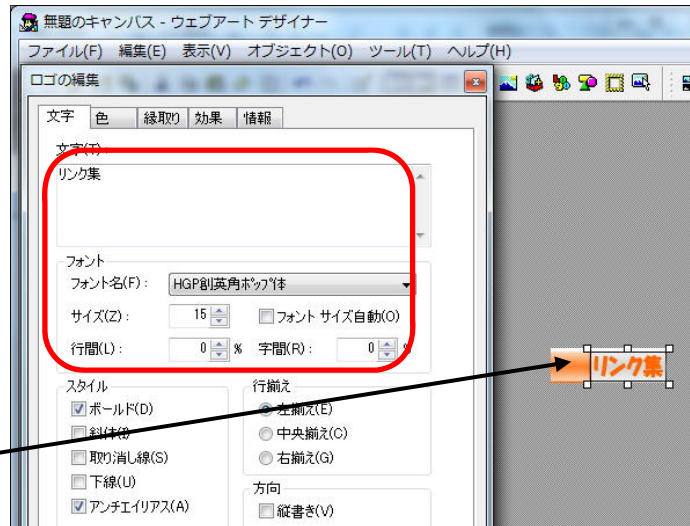 無題のキャンバス - ウェブアート デザイナー
ファイル(F) 編集(E) 表示(V) オブジェクト(O) ツール(T) ヘルプ(H)
ロゴの編集
文字 色 縁取り 効果 情報
文字(T):
リンク集
フォント
フォント名(F): HGP創英角ポップ体
サイズ(Z): 15 フォント サイズ自動(O)
行間(L): 0 % 字間(R): 0 %
リンク集
スタイル 行揃え
ボールド(D) 左揃え(E)
斜体(I) 中央揃え(C)
取り消し線(S) 右揃え(G)
下線(U) 方向
アンチエイリアス(A) 縦書き(V)